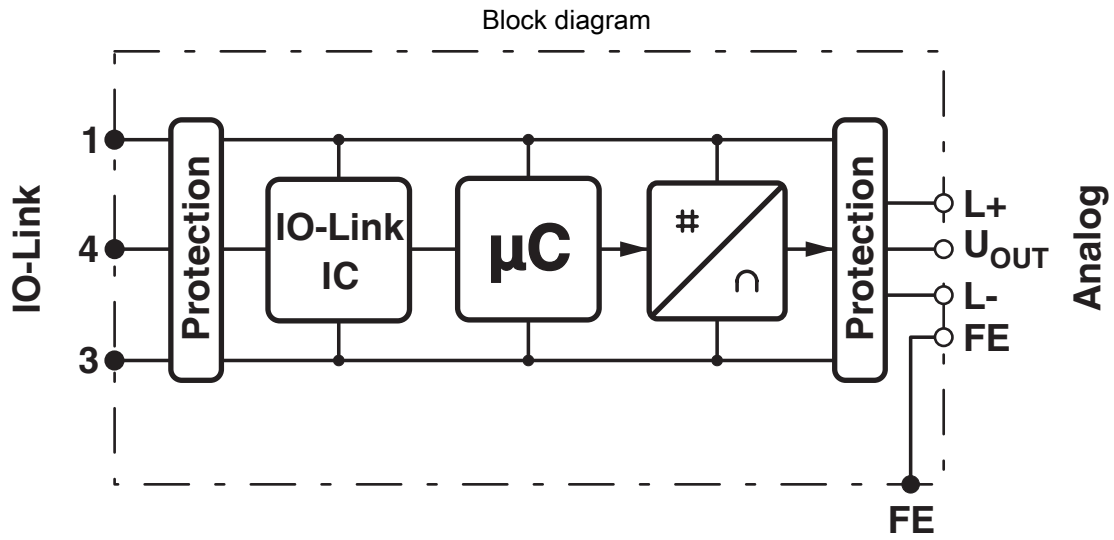 Block diagram
IO-Link
1
4
3
Protection
IO-Link
IC
µC
#
∩
Protection
L+
U_OUT
L-
FE
Analog
FE